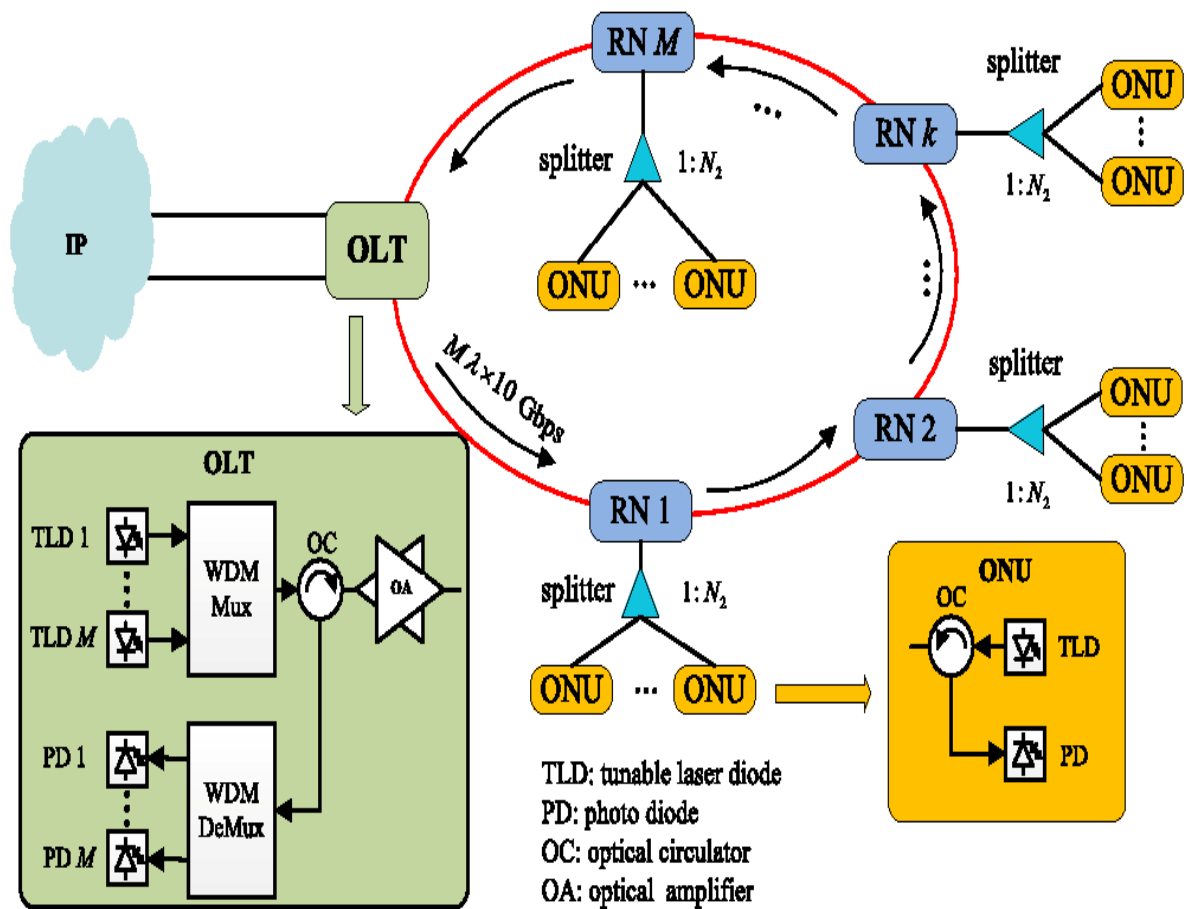 RN M
splitter
1:N₂
ONU ... ONU
...
RN k
splitter
1:N₂
ONU
ONU
IP
OLT
...
Mλ×10 Gbps
RN 2
splitter
1:N₂
ONU
ONU
RN 1
splitter
1:N₂
ONU ... ONU
OLT
TLD 1
TLD M
WDM
Mux
OC
OA
PD 1
PD M
WDM
DeMux
ONU
OC
TLD
PD
TLD: tunable laser diode
PD: photo diode
OC: optical circulator
OA: optical amplifier